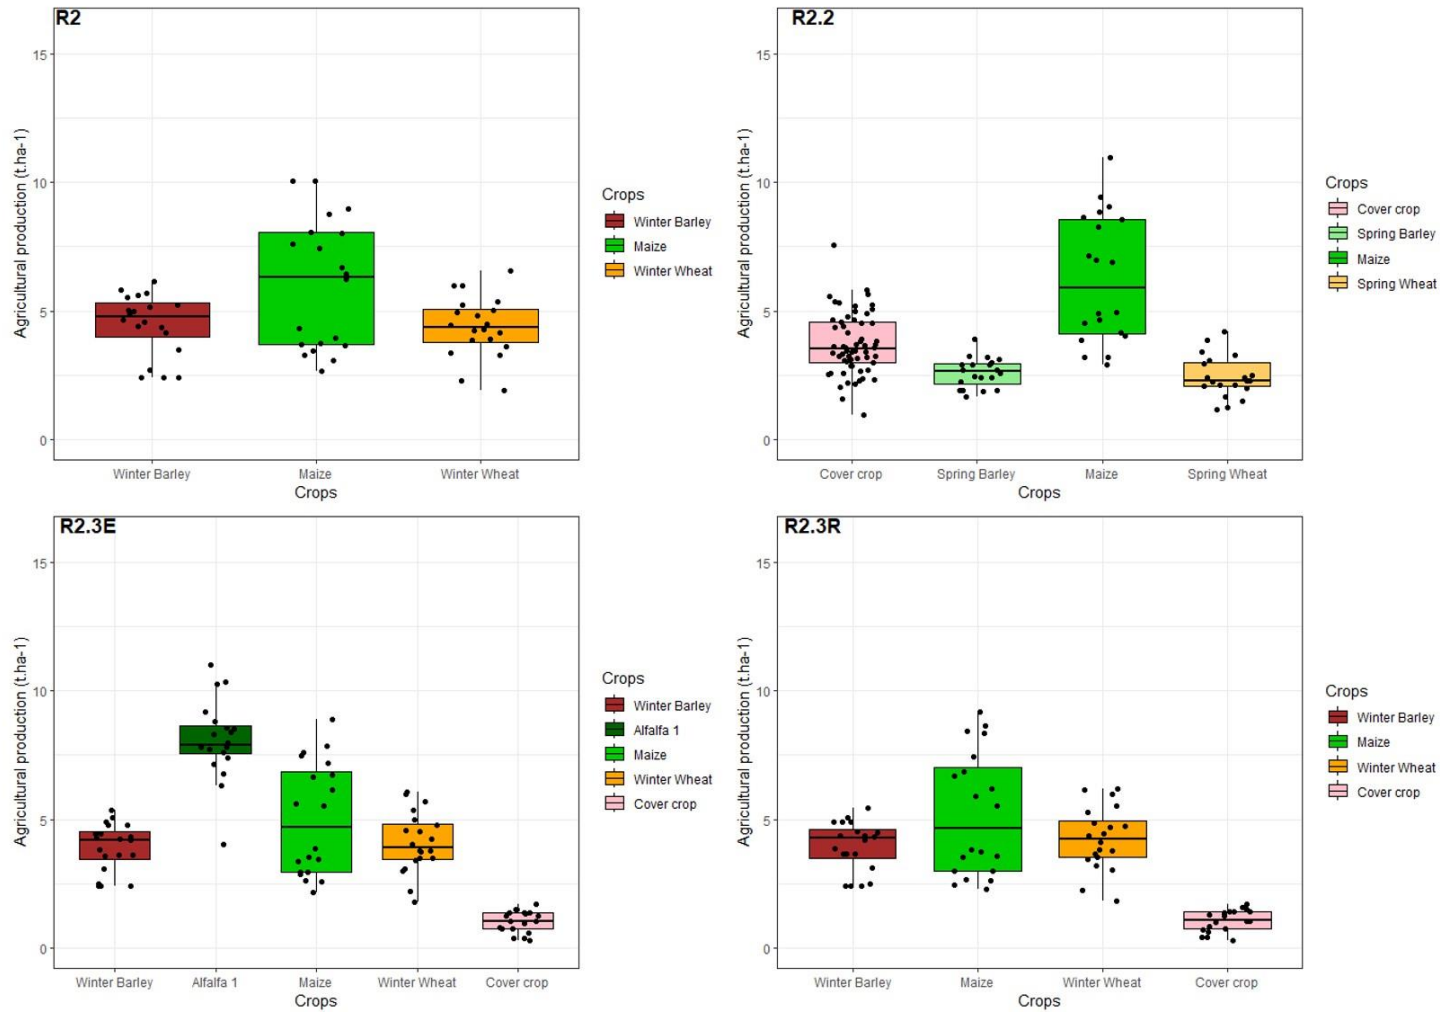 R2
Agricultural production (t.ha-1)
15
10
5
0
Winter Barley
Maize
Winter Wheat
Crops
Crops
Winter Barley
Maize
Winter Wheat
R2.2
Agricultural production (t.ha-1)
15
10
5
0
Cover crop
Spring Barley
Maize
Spring Wheat
Crops
Crops
Cover crop
Spring Barley
Maize
Spring Wheat
R2.3E
Agricultural production (t.ha-1)
15
10
5
0
Winter Barley
Alfalfa 1
Maize
Winter Wheat
Cover crop
Crops
Crops
Winter Barley
Alfalfa 1
Maize
Winter Wheat
Cover crop
R2.3R
Agricultural production (t.ha-1)
15
10
5
0
Winter Barley
Maize
Winter Wheat
Cover crop
Crops
Crops
Winter Barley
Maize
Winter Wheat
Cover crop